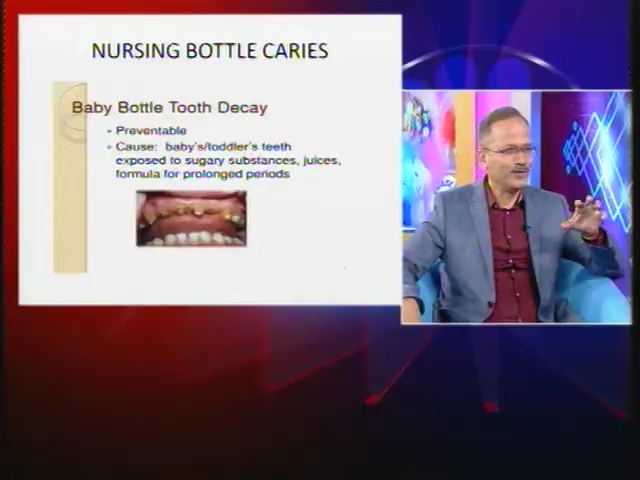 NURSING BOTTLE CARIES
Baby Bottle Tooth Decay
Preventable
Cause: baby's/toddler's teeth
exposed to sugary substances, juices,
formula for prolonged periods